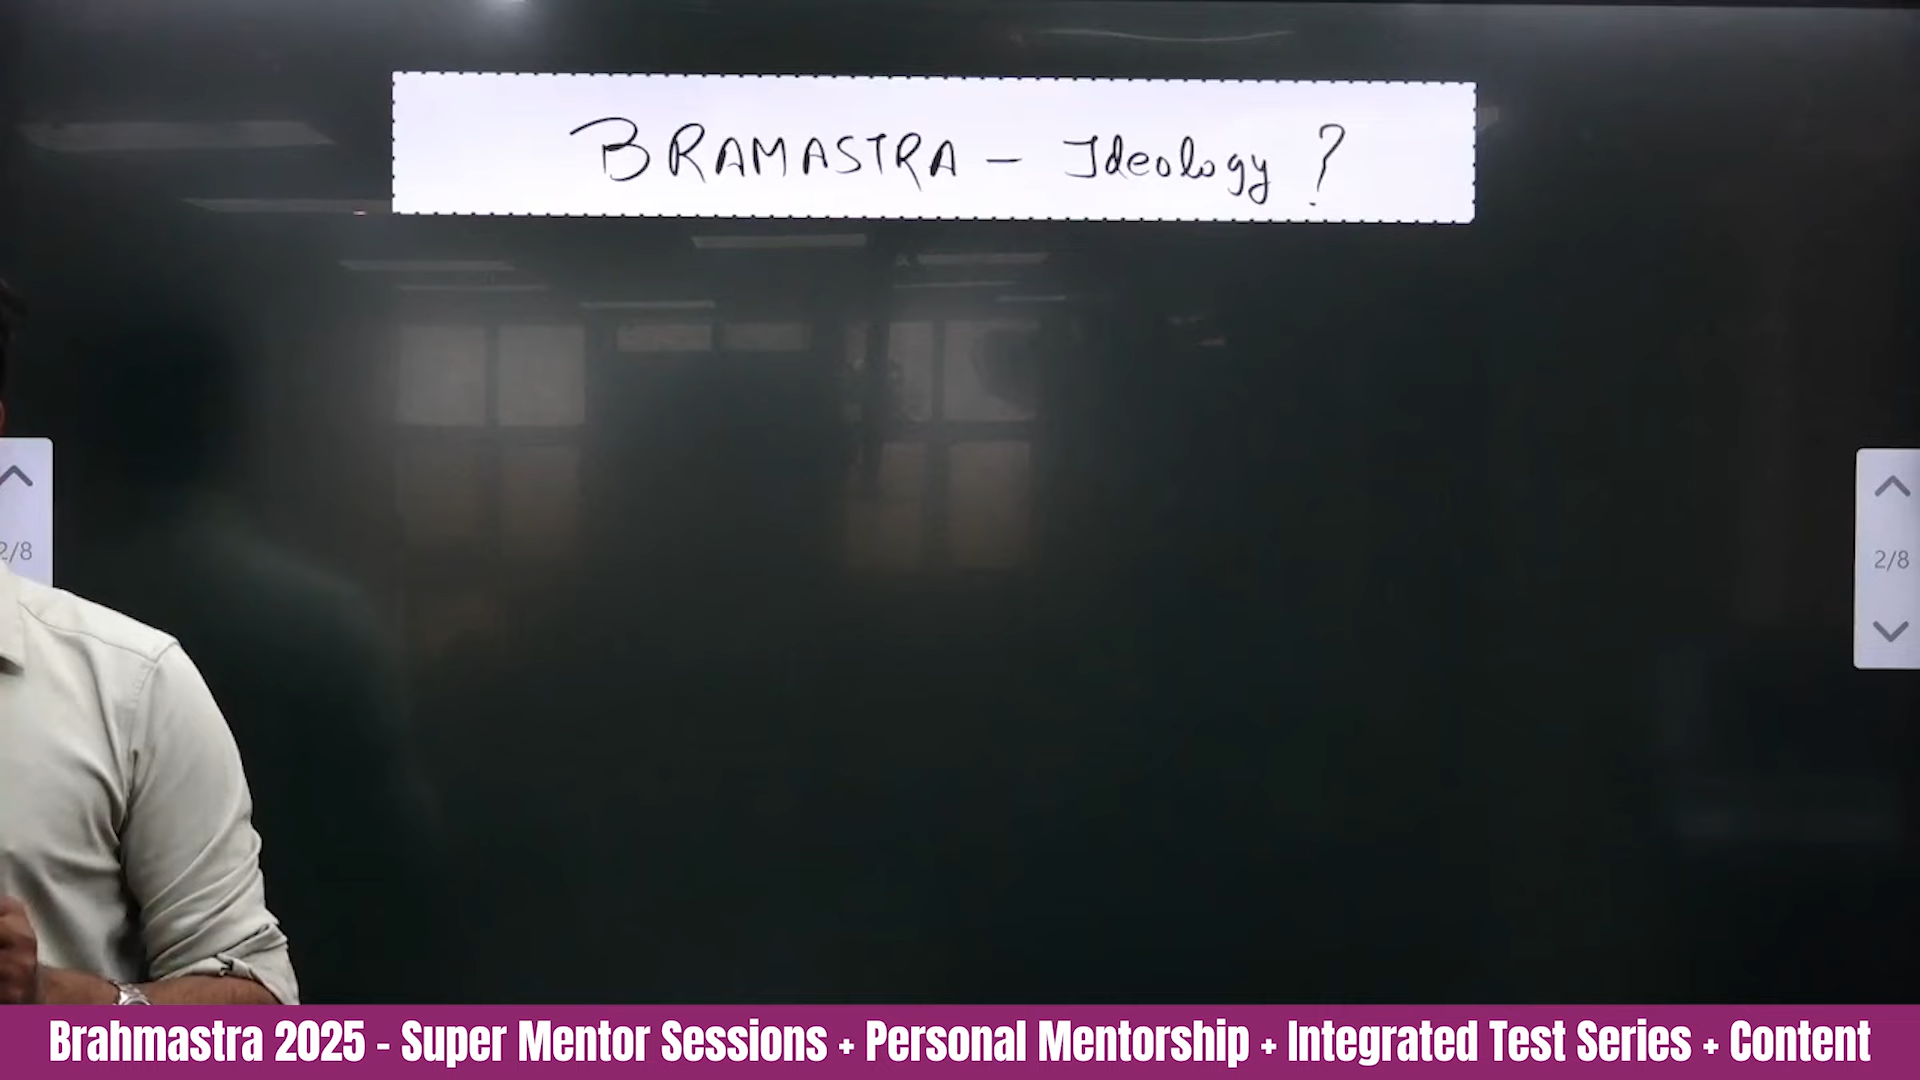 BRAMASTRA - Ideology ?
2/8
2/8
Brahmastra 2025 - Super Mentor Sessions + Personal Mentorship + Integrated Test Series + Content